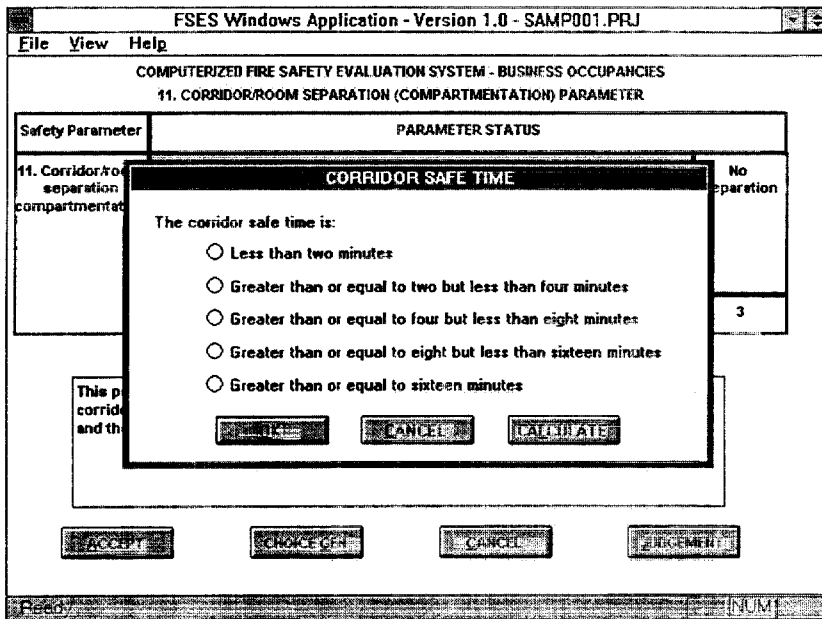 FSES Windows Application - Version 1.0 - SAMP001.PRJ
File View Help
COMPUTERIZED FIRE SAFETY EVALUATION SYSTEM - BUSINESS OCCUPANCIES
11. CORRIDOR/ROOM SEPARATION (COMPARTMENTATION) PARAMETER
Safety Parameter PARAMETER STATUS
11. Corridor/roo
separation
compartmentat
No
eparation
3
CORRIDOR SAFE TIME
The corridor safe time is:
Less than two minutes
Greater than or equal to two but less than four minutes
Greater than or equal to four but less than eight minutes
Greater than or equal to eight but less than sixteen minutes
Greater than or equal to sixteen minutes
CANCEL CALCULATE
This p
corrido
and th
ACCEPT CHOICE GEN CANCEL JUDGEMENT
Ready NUM